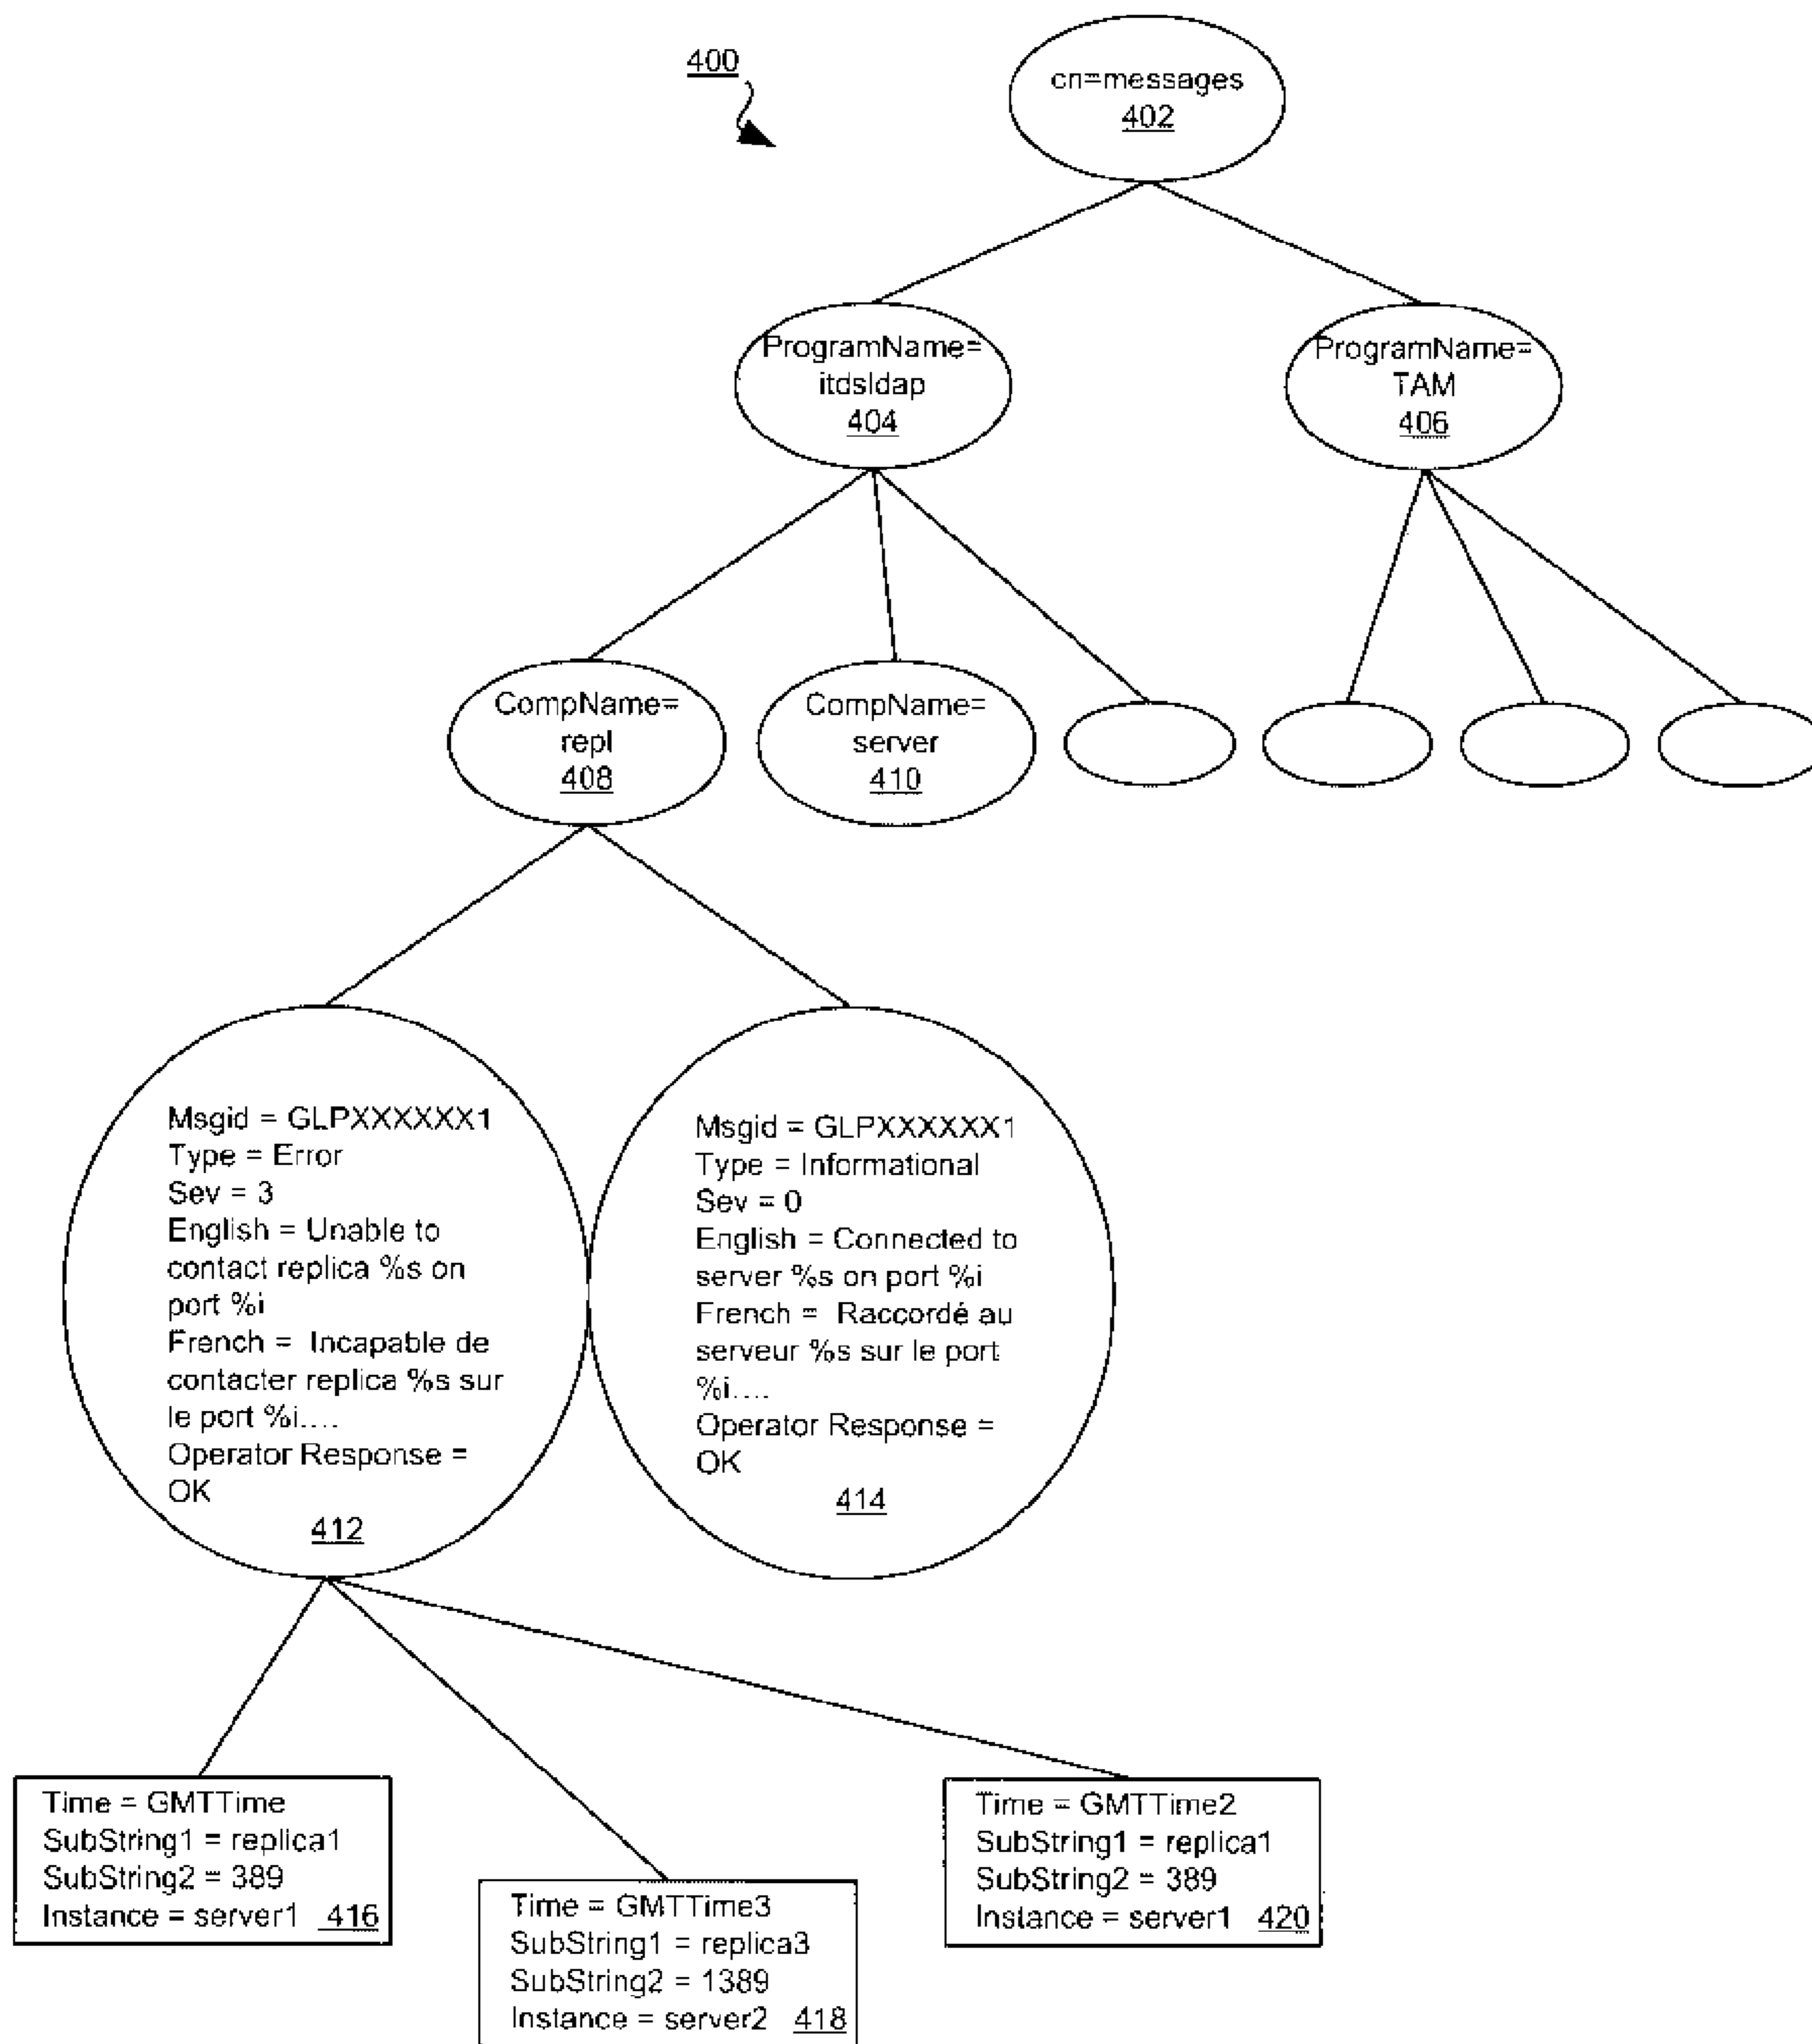 400
cn=messages
402
ProgramName=
itdsldap
404
ProgramName=
TAM
406
CompName=
repl
408
CompName=
server
410
Msgid = GLPXXXXXX1
Type = Error
Sev = 3
English = Unable to
contact replica %s on
port %i
French = Incapable de
contacter replica %s sur
le port %i....
Operator Response =
OK
412
Msgid = GLPXXXXXX1
Type = Informational
Sev = 0
English = Connected to
server %s on port %i
French = Raccordé au
serveur %s sur le port
%i....
Operator Response =
OK
414
Time = GMTTime
SubString1 = replica1
SubString2 = 389
Instance = server1 416
Time = GMTTime3
SubString1 = replica3
SubString2 = 1389
Instance = server2 418
Time = GMTTime2
SubString1 = replica1
SubString2 = 389
Instance = server1 420